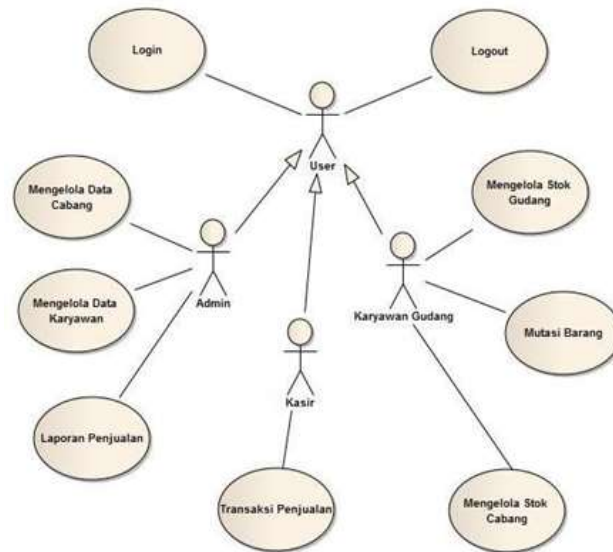 Login
Logout
User
Mengelola Data
Cabang
Mengelola Stok
Gudang
Admin
Karyawan Gudang
Mengelola Data
Karyawan
Mutasi Barang
Kasir
Laporan Penjualan
Transaksi Penjualan
Mengelola Stok
Cabang